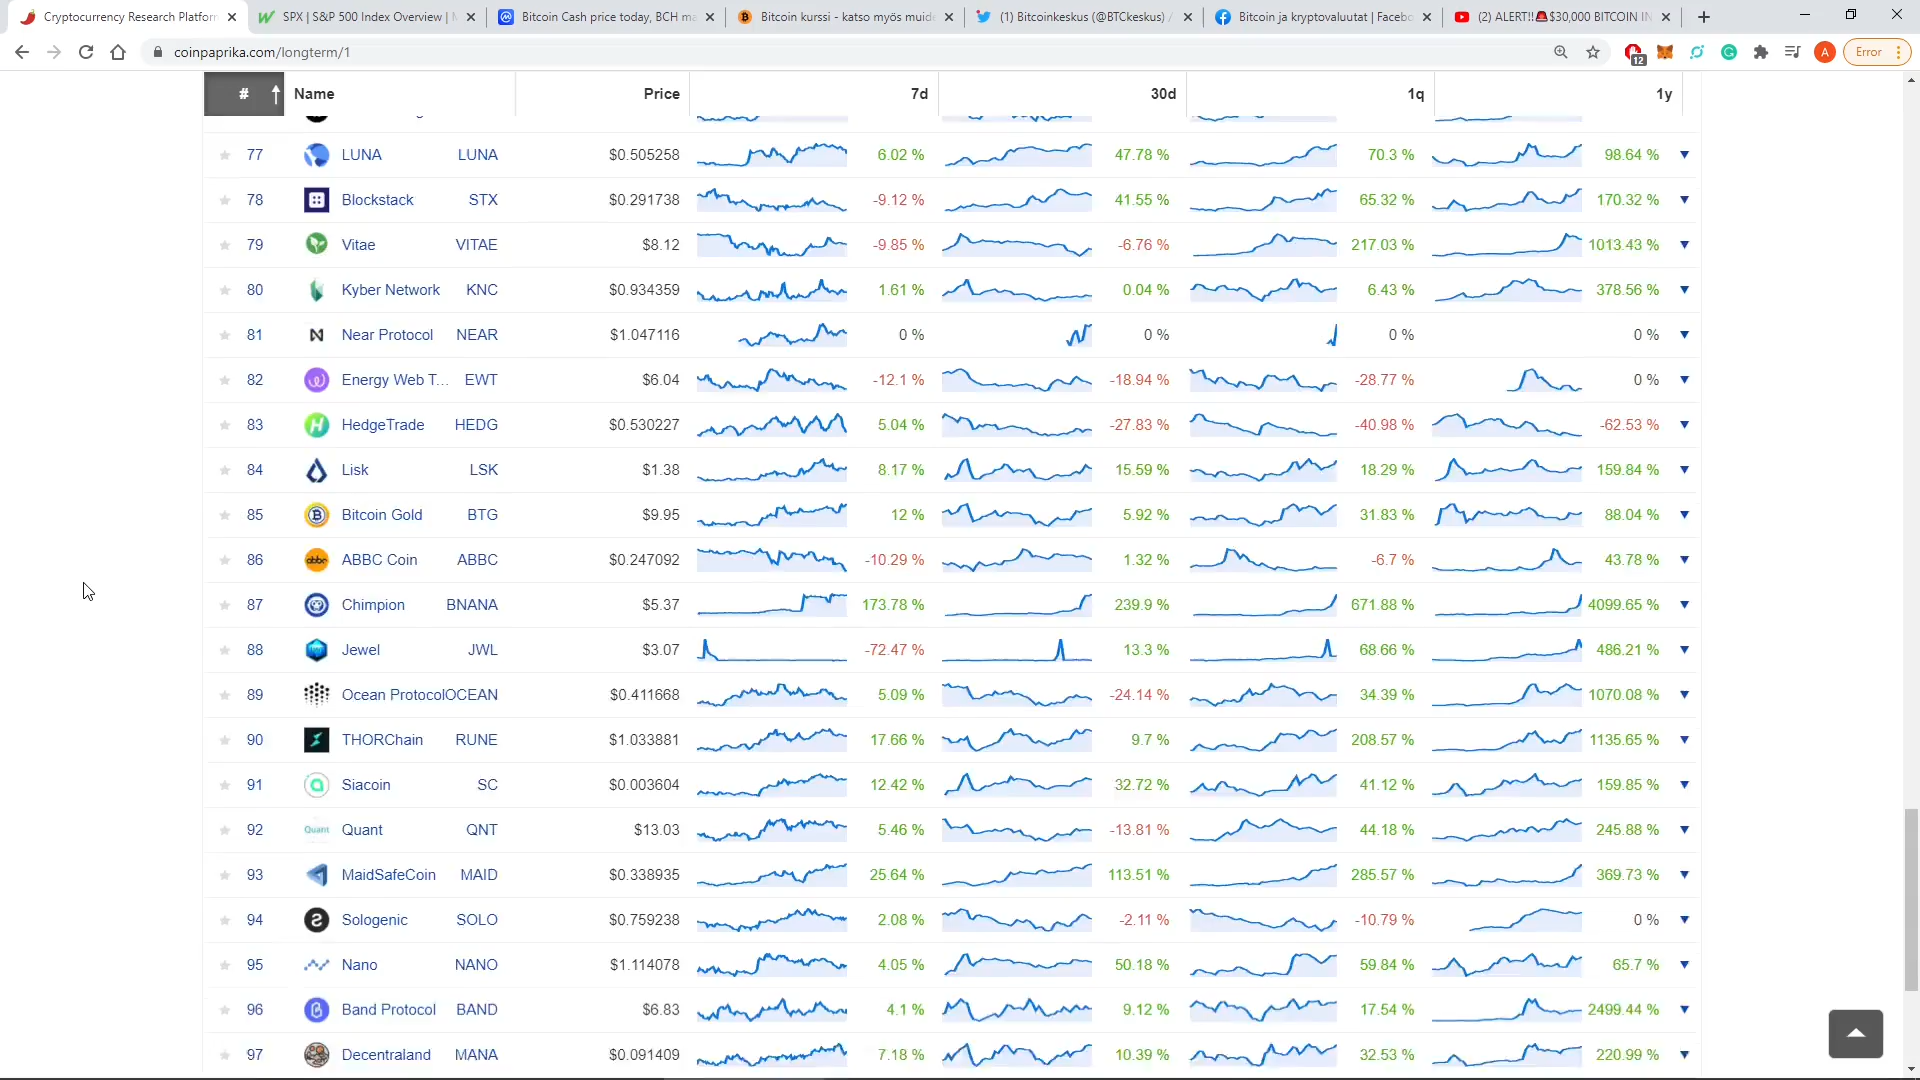 Cryptocurrency Research Platform
SPX | S&P 500 Index Overview | M
Bitcoin Cash price today, BCH ma
Bitcoin kurssi - katso myös muide
(1) Bitcoinkeskus (@BTCkeskus) /
Bitcoin ja kryptovaluutat | Facebo
(2) ALERT!!🚨$30,000 BITCOIN IN
coinpaprika.com/longterm/1
12
A
Error
# Name Price 7d 30d 1q 1y
77 LUNA LUNA $0.505258 6.02 % 47.78 % 70.3 % 98.64 %
78 Blockstack STX $0.291738 -9.12 % 41.55 % 65.32 % 170.32 %
79 Vitae VITAE $8.12 -9.85 % -6.76 % 217.03 % 1013.43 %
80 Kyber Network KNC $0.934359 1.61 % 0.04 % 6.43 % 378.56 %
81 Near Protocol NEAR $1.047116 0 % 0 % 0 % 0 %
82 Energy Web T... EWT $6.04 -12.1 % -18.94 % -28.77 % 0 %
83 HedgeTrade HEDG $0.530227 5.04 % -27.83 % -40.98 % -62.53 %
84 Lisk LSK $1.38 8.17 % 15.59 % 18.29 % 159.84 %
85 Bitcoin Gold BTG $9.95 12 % 5.92 % 31.83 % 88.04 %
86 ABBC Coin ABBC $0.247092 -10.29 % 1.32 % -6.7 % 43.78 %
87 Chimpion BNANA $5.37 173.78 % 239.9 % 671.88 % 4099.65 %
88 Jewel JWL $3.07 -72.47 % 13.3 % 68.66 % 486.21 %
89 Ocean Protocol OCEAN $0.411668 5.09 % -24.14 % 34.39 % 1070.08 %
90 THORChain RUNE $1.033881 17.66 % 9.7 % 208.57 % 1135.65 %
91 Siacoin SC $0.003604 12.42 % 32.72 % 41.12 % 159.85 %
92 Quant Quant QNT $13.03 5.46 % -13.81 % 44.18 % 245.88 %
93 MaidSafeCoin MAID $0.338935 25.64 % 113.51 % 285.57 % 369.73 %
94 Sologenic SOLO $0.759238 2.08 % -2.11 % -10.79 % 0 %
95 Nano NANO $1.114078 4.05 % 50.18 % 59.84 % 65.7 %
96 Band Protocol BAND $6.83 4.1 % 9.12 % 17.54 % 2499.44 %
97 Decentraland MANA $0.091409 7.18 % 10.39 % 32.53 % 220.99 %